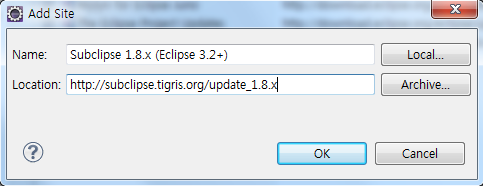 Add Site
Name: Subclipse 1.8.x (Eclipse 3.2+) Local...
Location: http://subclipse.tigris.org/update_1.8.x Archive...
? OK Cancel